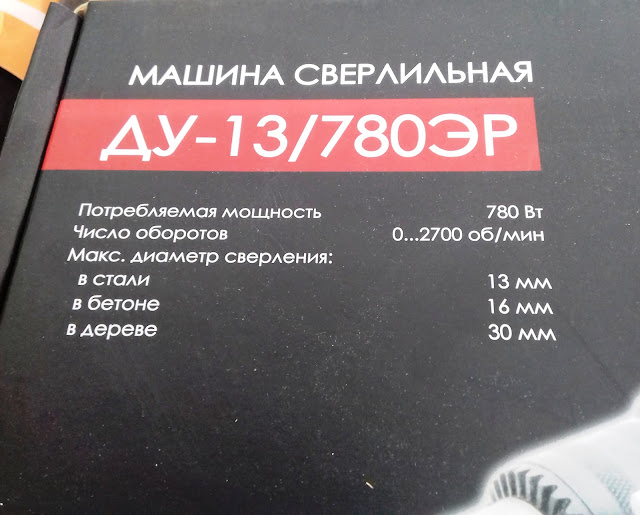 МАШИНА СВЕРЛИЛЬНАЯ
ДУ-13/780ЭР
Потребляемая мощность 780 Вт
Число оборотов 0...2700 об/мин
Макс. диаметр сверления:
в стали 13 мм
в бетоне 16 мм
в дереве 30 мм